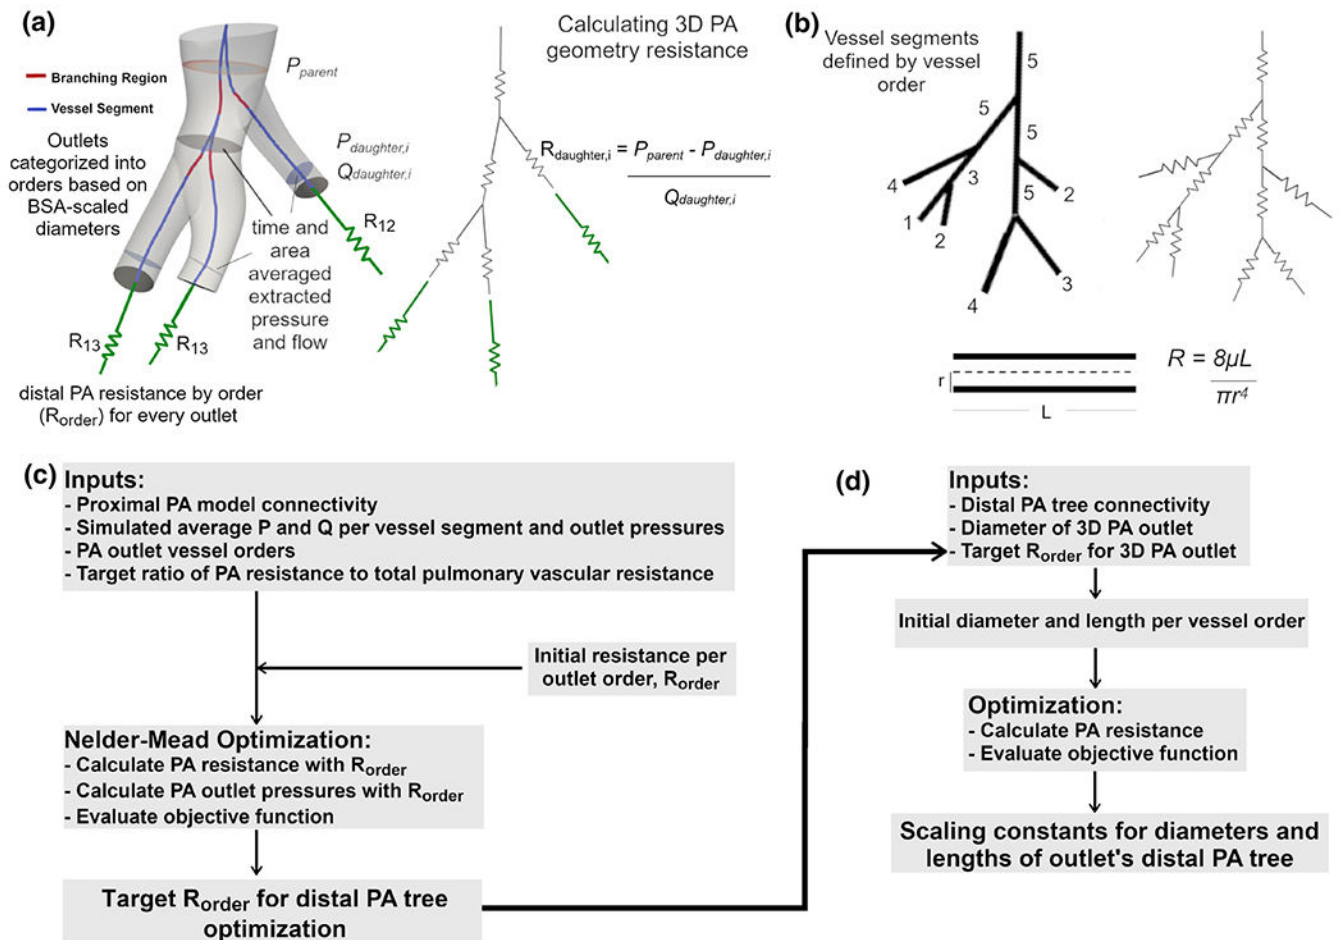 (a)
Calculating 3D PA
geometry resistance
Branching Region
Vessel Segment
P_parent
Outlets
categorized into
orders based on
BSA-scaled
diameters
P_daughter,i
Q_daughter,i
R_daughter,i = P_parent - P_daughter,i
Q_daughter,i
time and
area
averaged
extracted
pressure
and flow
R12
R13
R13
distal PA resistance by order
(R_order) for every outlet
(b)
Vessel segments
defined by vessel
order
5
5
5
3
5
4
2
1
2
3
4
r
L
R = 8μL
πr⁴
(c)
Inputs:
- Proximal PA model connectivity
- Simulated average P and Q per vessel segment and outlet pressures
- PA outlet vessel orders
- Target ratio of PA resistance to total pulmonary vascular resistance
Initial resistance per
outlet order, R_order
Nelder-Mead Optimization:
- Calculate PA resistance with R_order
- Calculate PA outlet pressures with R_order
- Evaluate objective function
Target R_order for distal PA tree
optimization
(d)
Inputs:
- Distal PA tree connectivity
- Diameter of 3D PA outlet
- Target R_order for 3D PA outlet
Initial diameter and length per vessel order
Optimization:
- Calculate PA resistance
- Evaluate objective function
Scaling constants for diameters and
lengths of outlet's distal PA tree